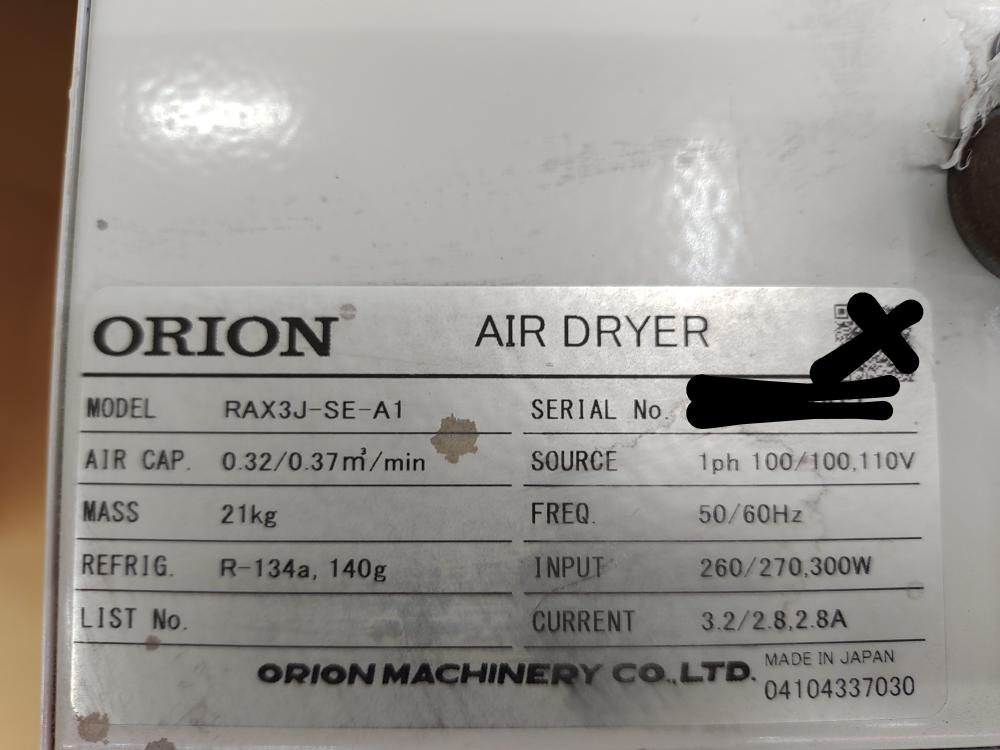 ORION AIR DRYER
MODEL RAX3J-SE-A1 SERIAL No.
AIR CAP. 0.32/0.37m³/min SOURCE 1ph 100/100,110V
MASS 21kg FREQ. 50/60Hz
REFRIG. R-134a, 140g INPUT 260/270,300W
LIST No. CURRENT 3.2/2.8,2.8A
ORION MACHINERY CO.,LTD. MADE IN JAPAN
04104337030